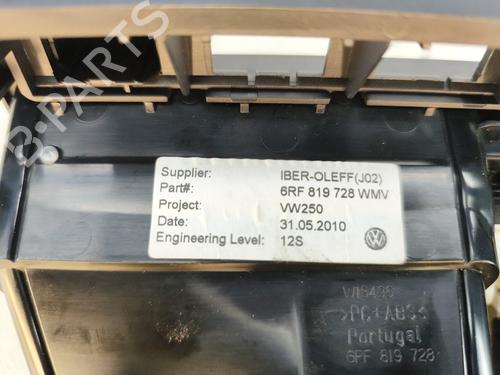 B-PARTS
Supplier: IBER-OLEFF(J02)
Part#: 6RF 819 728 WMV
Project: VW250
Date: 31.05.2010
Engineering Level: 12S
>PC+ABS<
Portugal
6RF 819 728